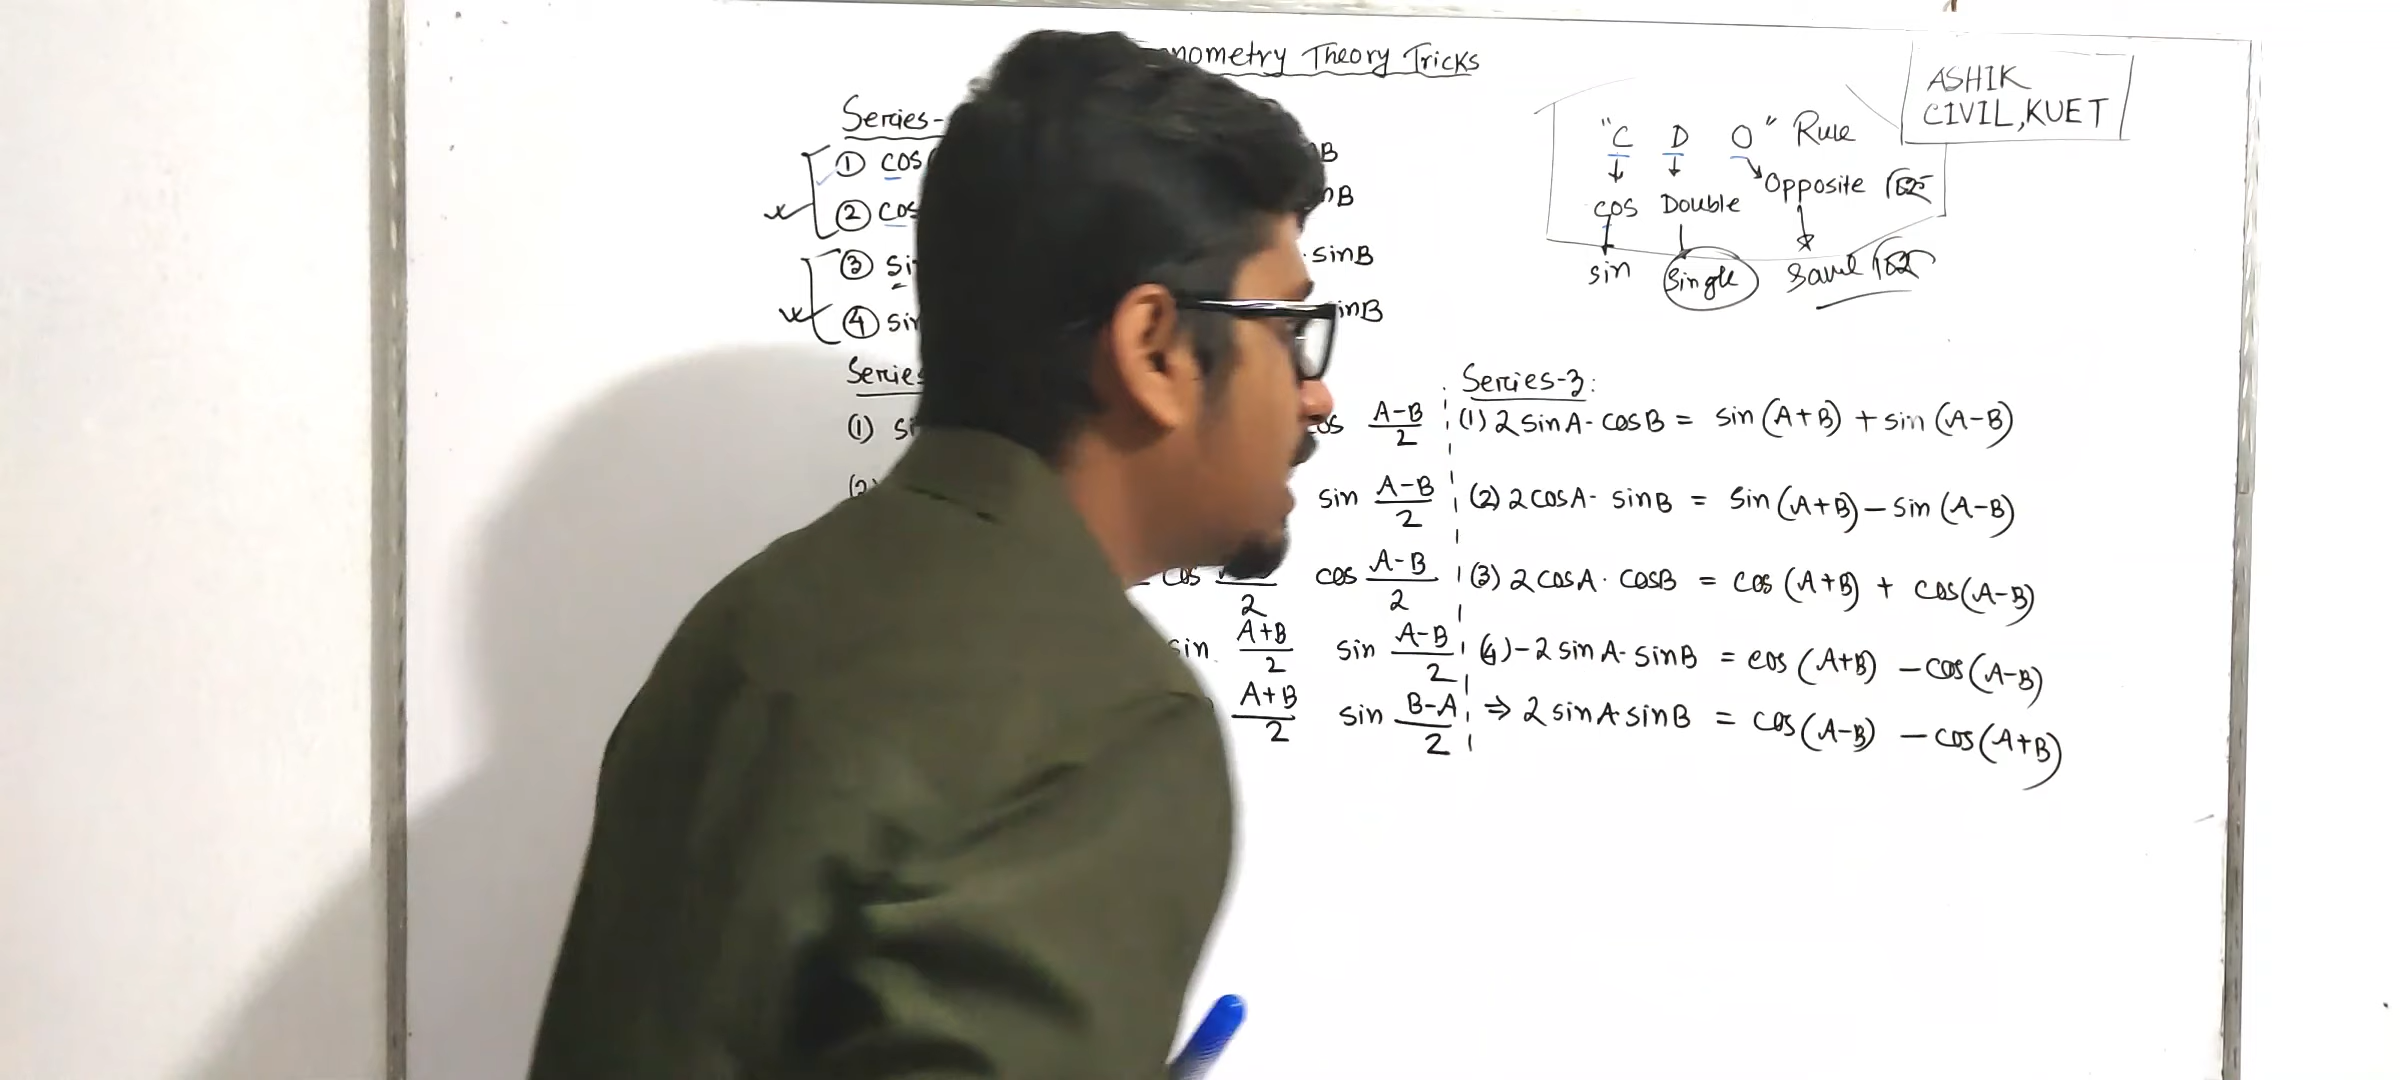 nometry Theory Tricks
ASHIK
CIVIL,KUET
"C D O" Rule
cos Double Opposite
sin Single Same
Series-
① cos B
② cos B
③ si . sinB
④ sin inB
Series
(1) si os A-B/2
(2) sin A-B/2
cos /2 cos A-B/2
sin A+B/2 sin A-B/2
A+B/2 sin B-A/2
Series-3:
(1) 2 sinA· cosB = sin (A+B) + sin (A-B)
(2) 2 cosA· sinB = sin (A+B) - sin (A-B)
(3) 2 cosA· cosB = cos (A+B) + cos(A-B)
(4) -2 sinA· sinB = cos (A+B) - cos(A-B)
⇒ 2 sinA sinB = cos(A-B) - cos(A+B)